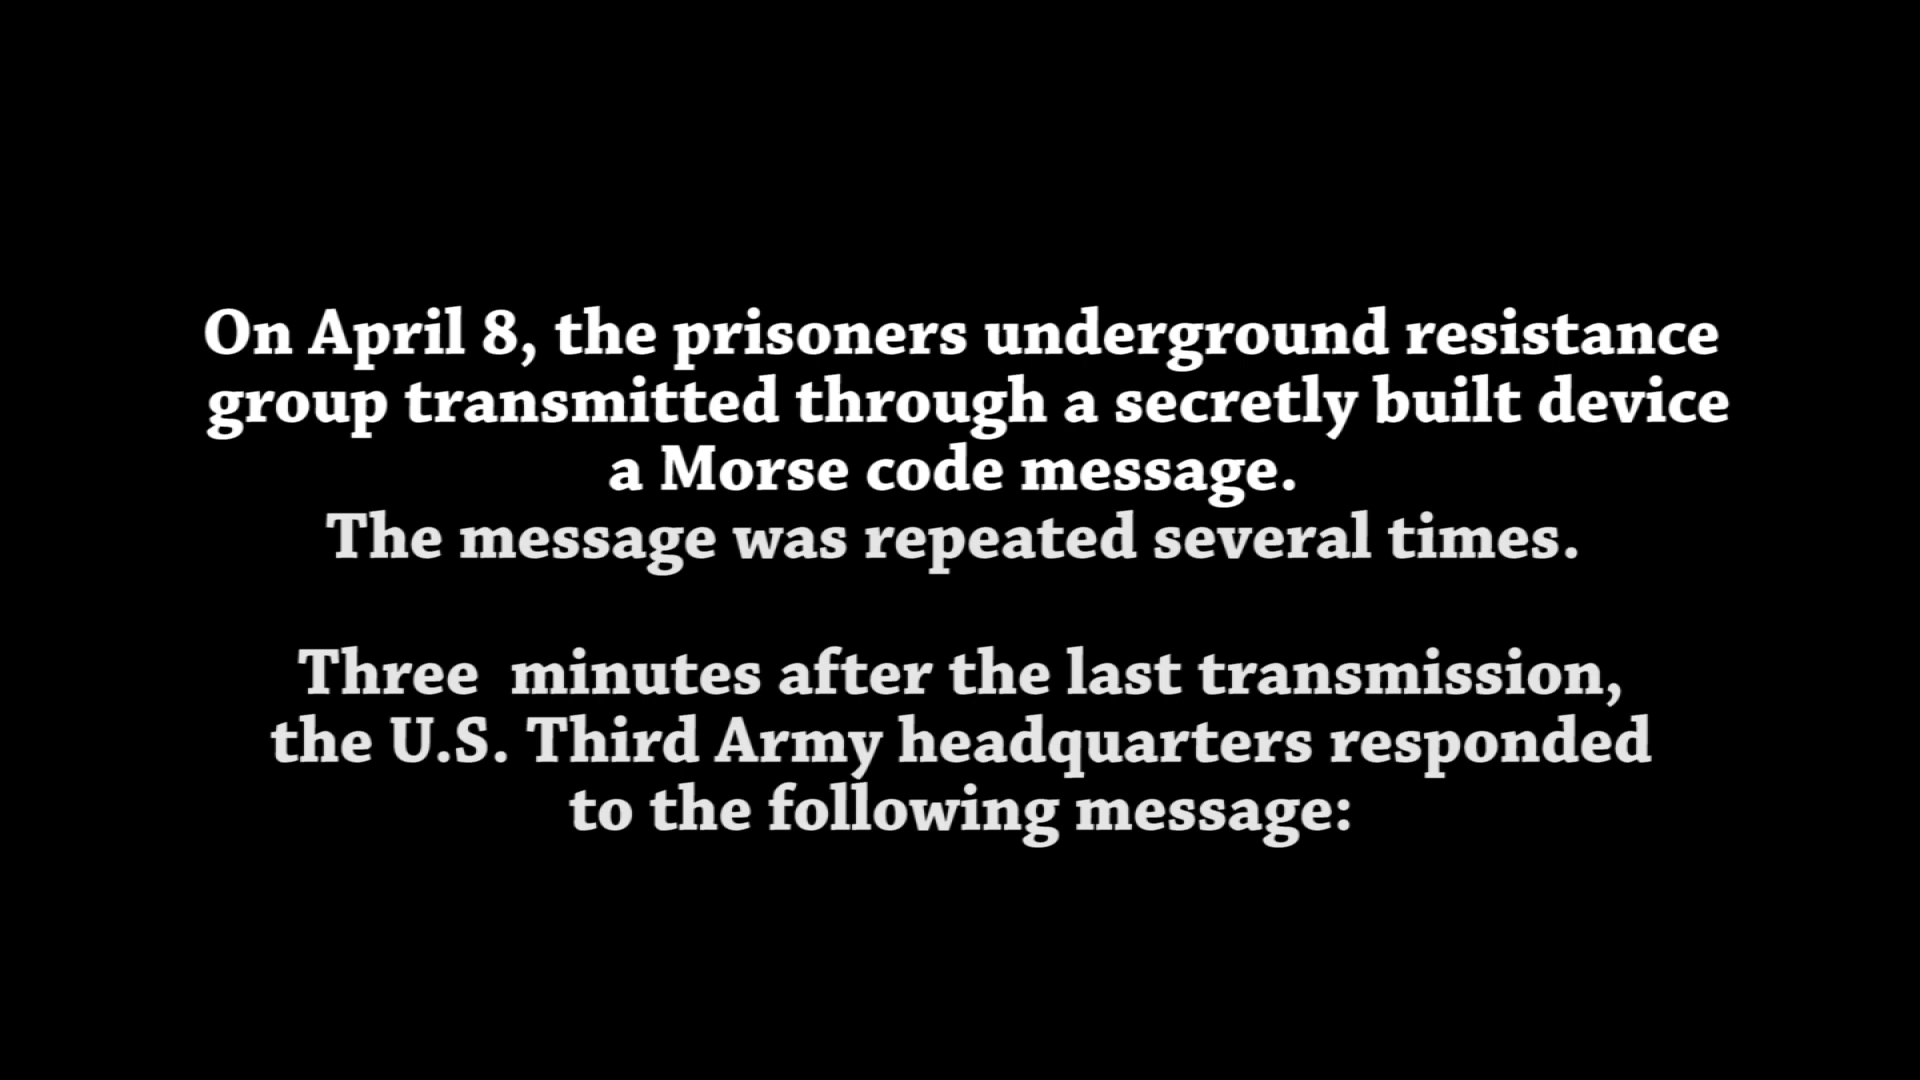 On April 8, the prisoners underground resistance
group transmitted through a secretly built device
a Morse code message.
The message was repeated several times.
Three  minutes after the last transmission,
the U.S. Third Army headquarters responded
to the following message: